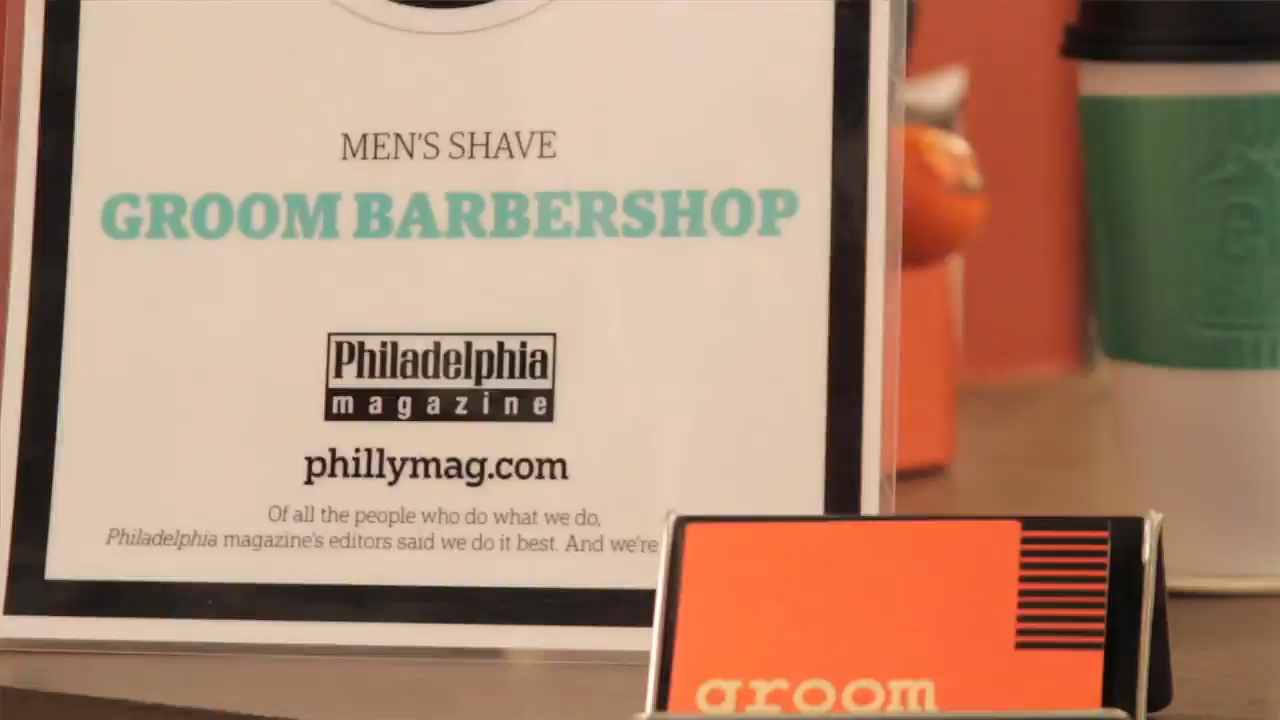 MEN'S SHAVE
GROOM BARBERSHOP
Philadelphia
magazine
phillymag.com
Of all the people who do what we do,
Philadelphia magazine's editors said we do it best. And we're
groom